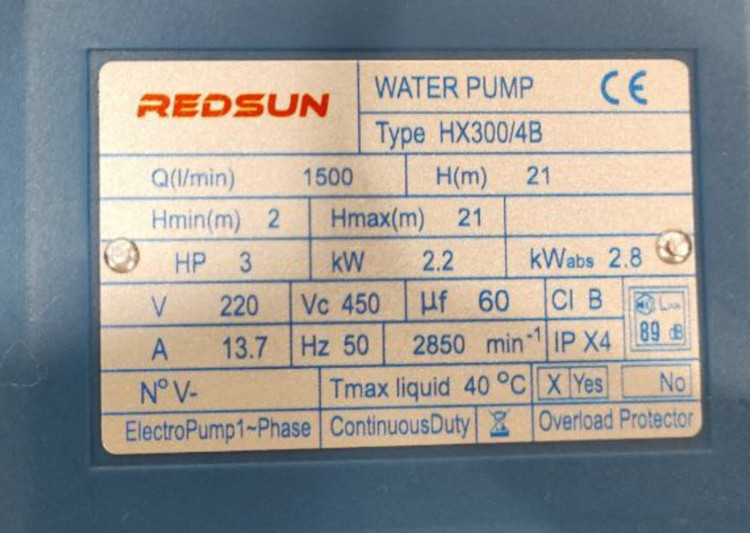 REDSUN
WATER PUMP CE
Type HX300/4B
Q(l/min) 1500 H(m) 21
Hmin(m) 2 Hmax(m) 21
HP 3 kW 2.2 kWabs 2.8
V 220 Vc 450 µf 60 Cl B
A 13.7 Hz 50 2850 min-1 IP X4 89 dB
Nº V- Tmax liquid 40 ºC X Yes No
ElectroPump1~Phase ContinuousDuty Overload Protector